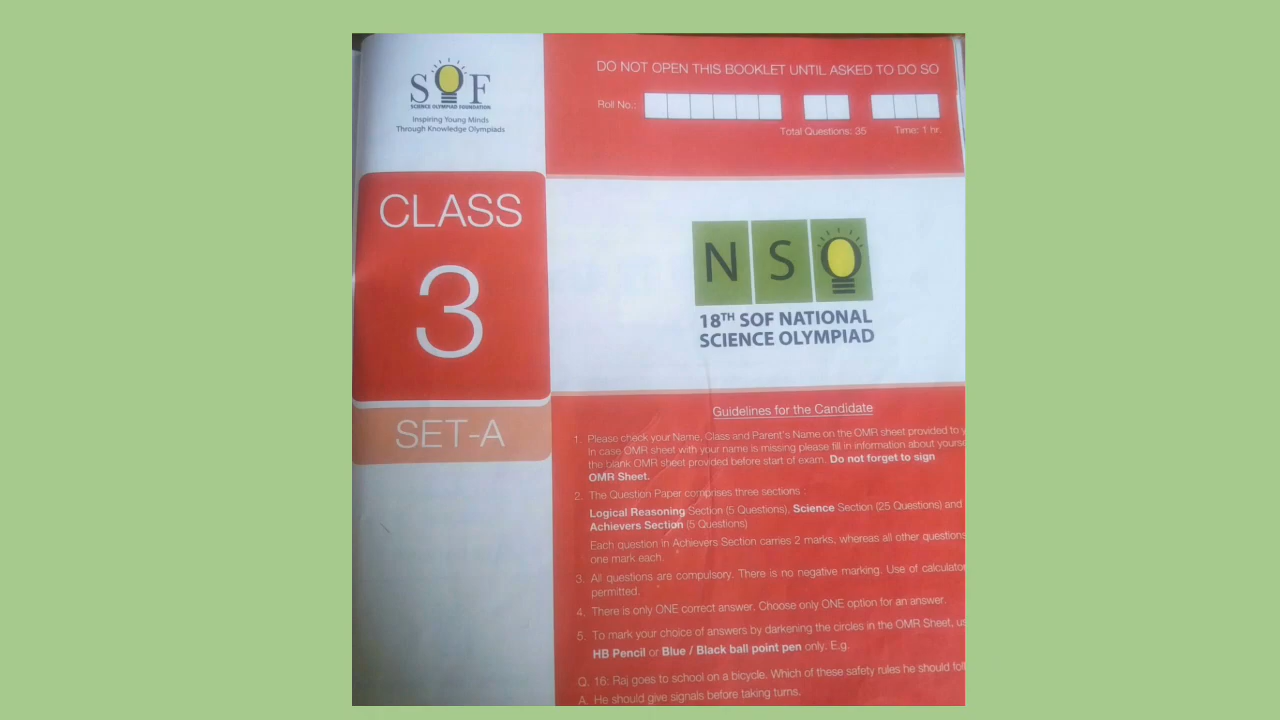 SOF
SCIENCE OLYMPIAD FOUNDATION
Inspiring Young Minds
Through Knowledge Olympiads
DO NOT OPEN THIS BOOKLET UNTIL ASKED TO DO SO
Roll No.:
Total Questions: 35 Time: 1 hr.
CLASS
3
SET-A
NSO
18TH SOF NATIONAL
SCIENCE OLYMPIAD
Guidelines for the Candidate
1. Please check your Name, Class and Parent's Name on the OMR sheet provided to
In case OMR sheet with your name is missing please fill in information about
the blank OMR sheet provided before start of exam. Do not forget to sign
OMR Sheet.
2. The Question Paper comprises three sections :
Logical Reasoning Section (5 Questions), Science Section (25 Questions) and
Achievers Section (5 Questions)
Each question in Achievers Section carries 2 marks, whereas all other questions
one mark each.
3. All questions are compulsory. There is no negative marking. Use of
permitted.
4. There is only ONE correct answer. Choose only ONE option for an answer.
5. To mark your choice of answers by darkening the circles in the OMR Sheet,
HB Pencil or Blue / Black ball point pen only. E.g.
Q. 16. Raj goes to school on a bicycle. Which of these safety rules he should
A. He should give signals before taking turns.